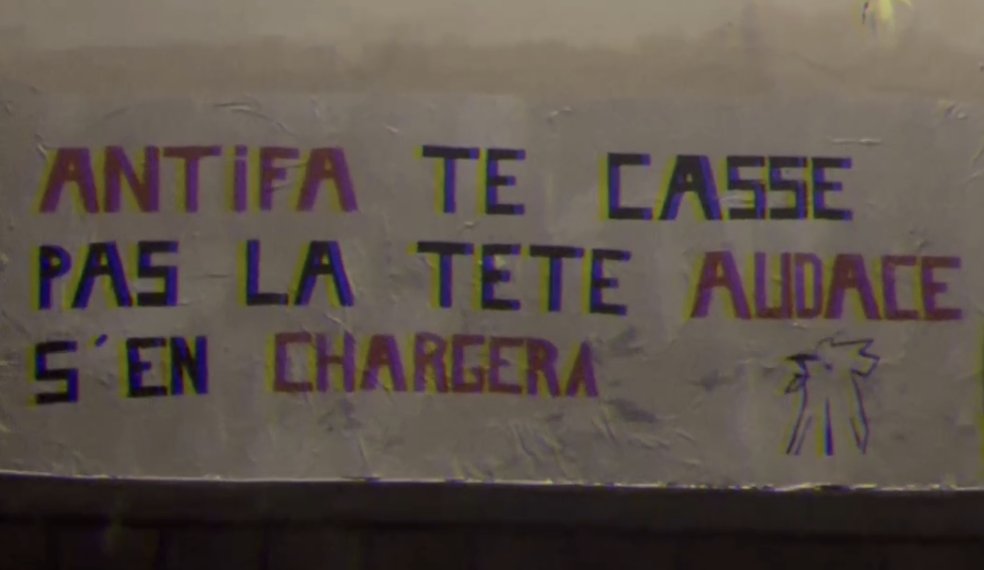 ANTiFA TE CASSE
PAS LA TETE AUDACE
S'EN CHARGERA